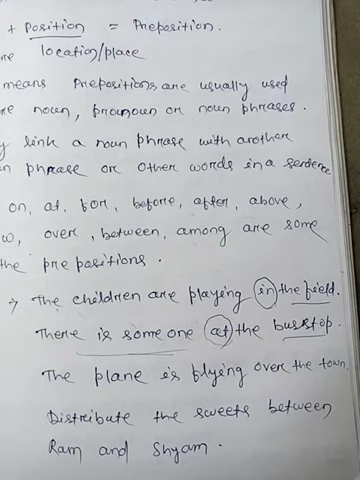 + Position = Preposition.
location/place
means Prepositions are usually used
noun, pronoun or noun phrases.
link a noun phrase with another
phrase or other words in a sentence
on, at, for, before, after, above,
over, between, among are some
the prepositions.
→ The children are playing in the field.
There is someone at the busstop.
The plane is flying over the town.
Distribute the sweets between
Ram and Shyam.